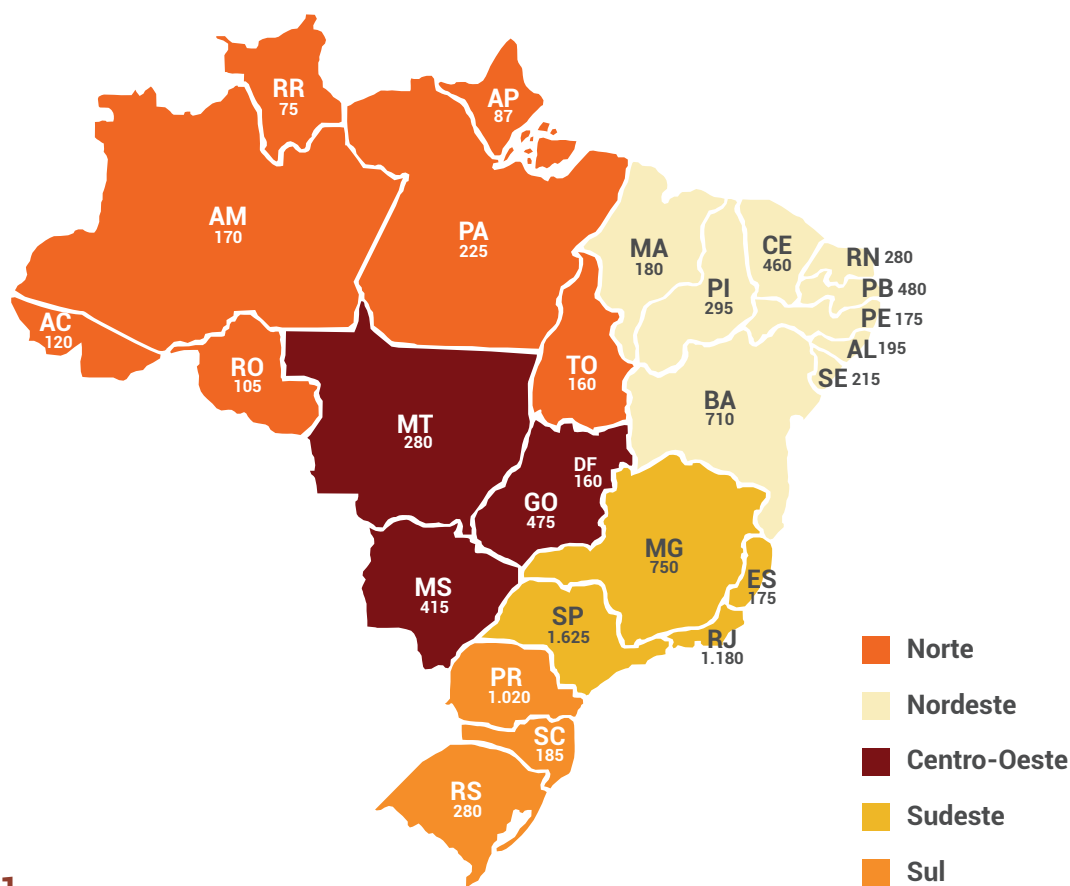 RR
75
AP
87
AM
170
PA
225
MA
180
CE
460
RN 280
PB 480
PI
295
PE 175
AC
120
AL 195
RO
105
TO
160
SE 215
BA
710
MT
280
DF
160
GO
475
MG
750
MS
415
ES
175
SP
1.625
RJ
1.180
PR
1.020
SC
185
RS
280
Norte
Nordeste
Centro-Oeste
Sudeste
Sul